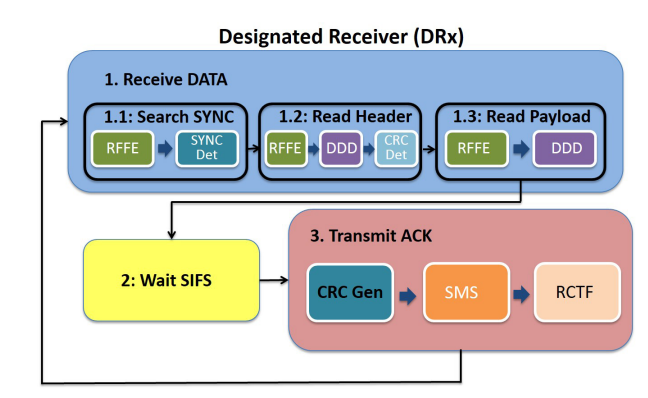 Designated Receiver (DRx)
1. Receive DATA
1.1: Search SYNC
RFFE
SYNC
Det
1.2: Read Header
RFFE
DDD
CRC
Det
1.3: Read Payload
RFFE
DDD
2: Wait SIFS
3. Transmit ACK
CRC Gen
SMS
RCTF